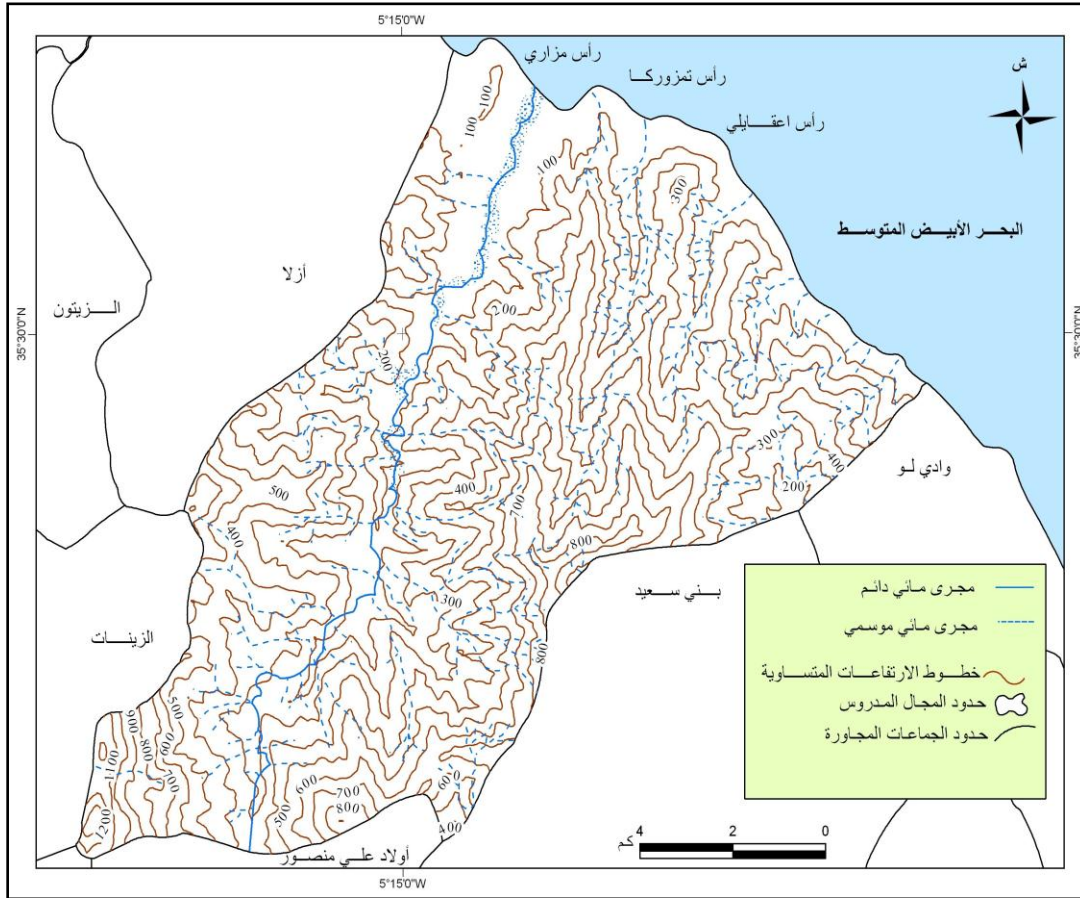 5°15'0"W
ش
رأس مزاري
رأس تمزوركا
رأس اعقايلي
البحر الأبيض المتوسط
أزلا
الزيتون
35°30'0"N
35°30'0"N
وادي لو
بني سعيد
الزينات
أولاد علي منصور
100
100
100
300
200
200
300
400
200
500
400
700
800
400
300
800
500
900
800
600
1100
700
1200
600
700
800
500
600
400
مجرى مائي دائم
مجرى مائي موسمي
خطوط الارتفاعات المتساوية
حدود المجال المدروس
حدود الجماعات المجاورة
4 2 0
كم
5°15'0"W